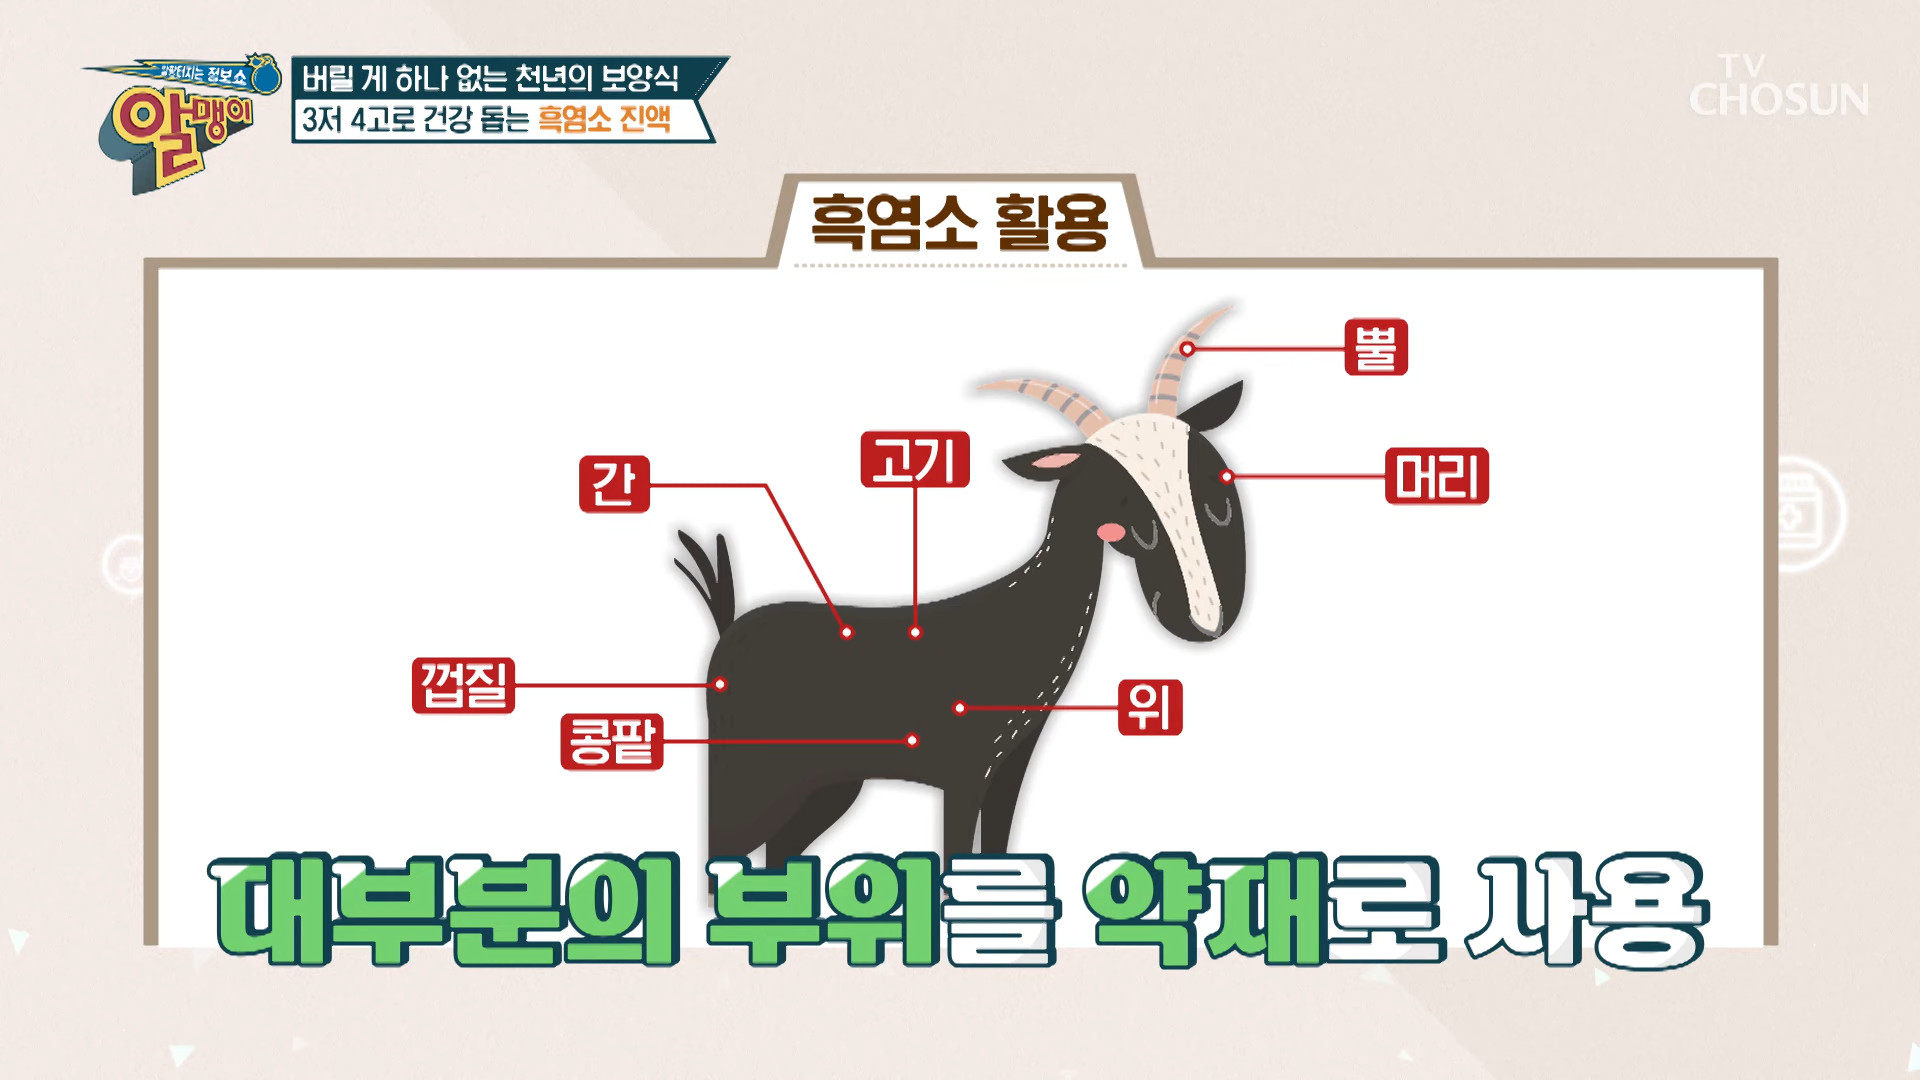 알맹이
버릴 게 하나 없는 천년의 보양식
3저 4고로 건강 돕는 흑염소 진액
TV
CHOSUN
흑염소 활용
뿔
머리
고기
간
껍질
콩팥
위
대부분의 부위를 약재로 사용